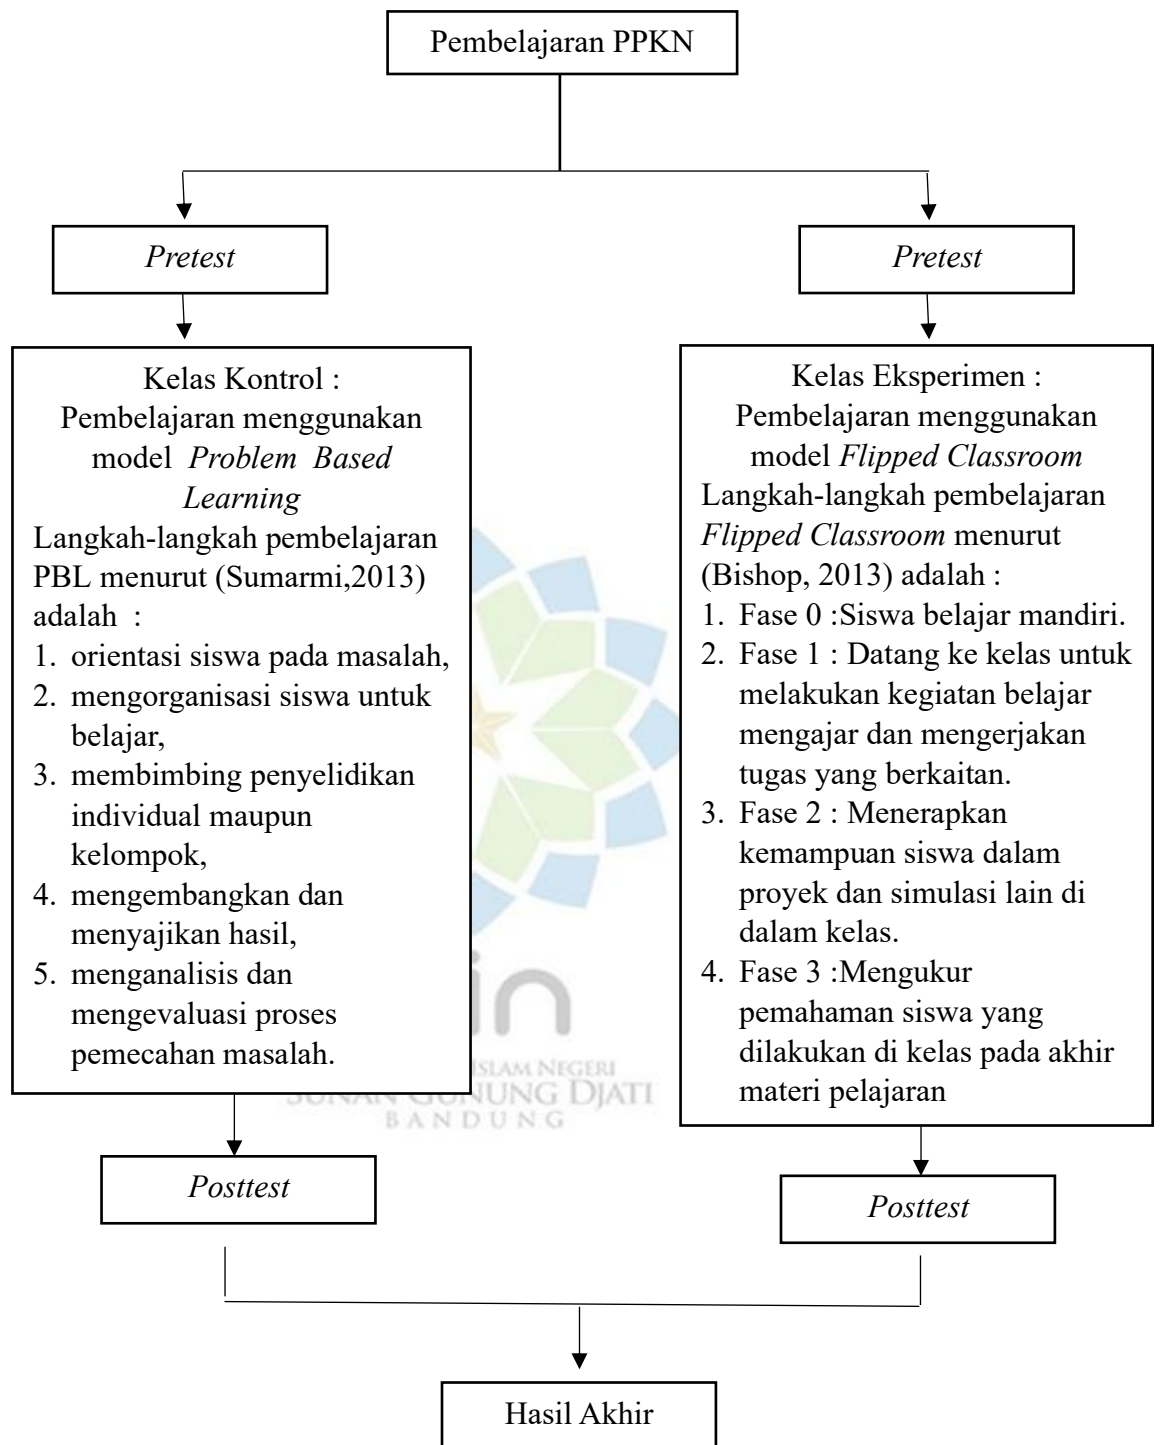 Pembelajaran PPKN
Pretest
Pretest
Kelas Kontrol :
Pembelajaran menggunakan
model Problem Based
Learning
Langkah-langkah pembelajaran
PBL menurut (Sumarmi,2013)
adalah :
1. orientasi siswa pada masalah,
2. mengorganisasi siswa untuk
belajar,
3. membimbing penyelidikan
individual maupun
kelompok,
4. mengembangkan dan
menyajikan hasil,
5. menganalisis dan
mengevaluasi proses
pemecahan masalah.
Kelas Eksperimen :
Pembelajaran menggunakan
model Flipped Classroom
Langkah-langkah pembelajaran
Flipped Classroom menurut
(Bishop, 2013) adalah :
1. Fase 0 :Siswa belajar mandiri.
2. Fase 1 : Datang ke kelas untuk
melakukan kegiatan belajar
mengajar dan mengerjakan
tugas yang berkaitan.
3. Fase 2 : Menerapkan
kemampuan siswa dalam
proyek dan simulasi lain di
dalam kelas.
4. Fase 3 :Mengukur
pemahaman siswa yang
dilakukan di kelas pada akhir
materi pelajaran
ISLAM NEGERI
SUNAN GUNUNG DJATI
BANDUNG
Posttest
Posttest
Hasil Akhir